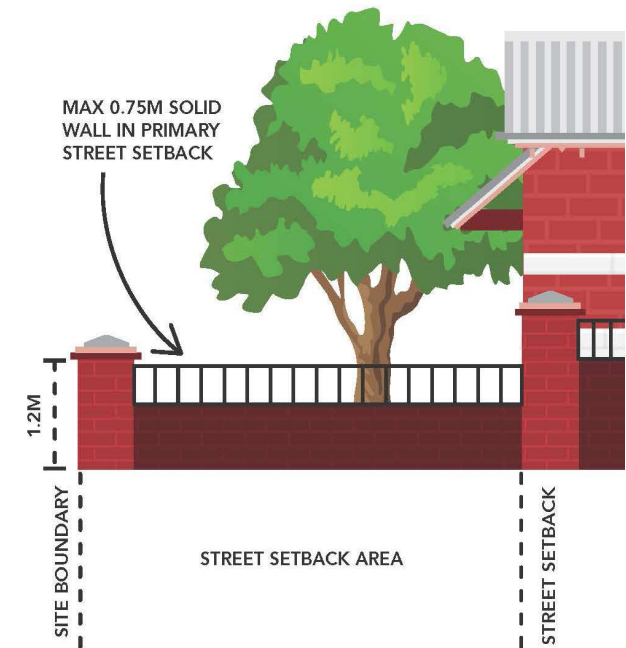 MAX 0.75M SOLID
WALL IN PRIMARY
STREET SETBACK
1.2M
SITE BOUNDARY
STREET SETBACK AREA
STREET SETBACK